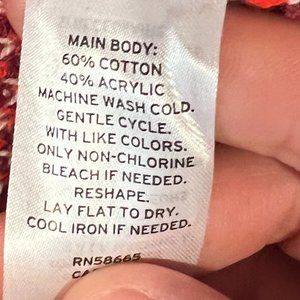 MAIN BODY:
60% COTTON
40% ACRYLIC
MACHINE WASH COLD.
GENTLE CYCLE.
WITH LIKE COLORS.
ONLY NON-CHLORINE
BLEACH IF NEEDED.
RESHAPE.
LAY FLAT TO DRY.
COOL IRON IF NEEDED.
RN58665